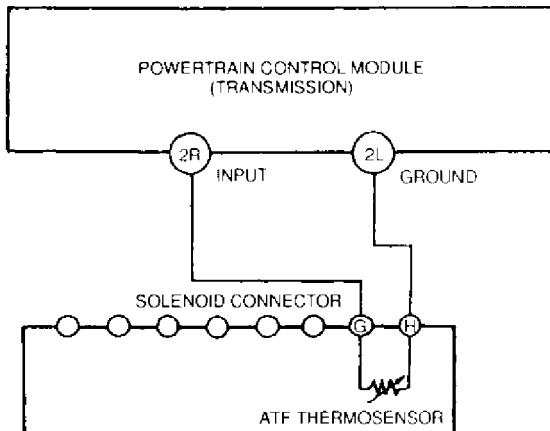 POWERTRAIN CONTROL MODULE
(TRANSMISSION)
2R
2L
INPUT
GROUND
SOLENOID CONNECTOR
G
H
ATF THERMOSENSOR